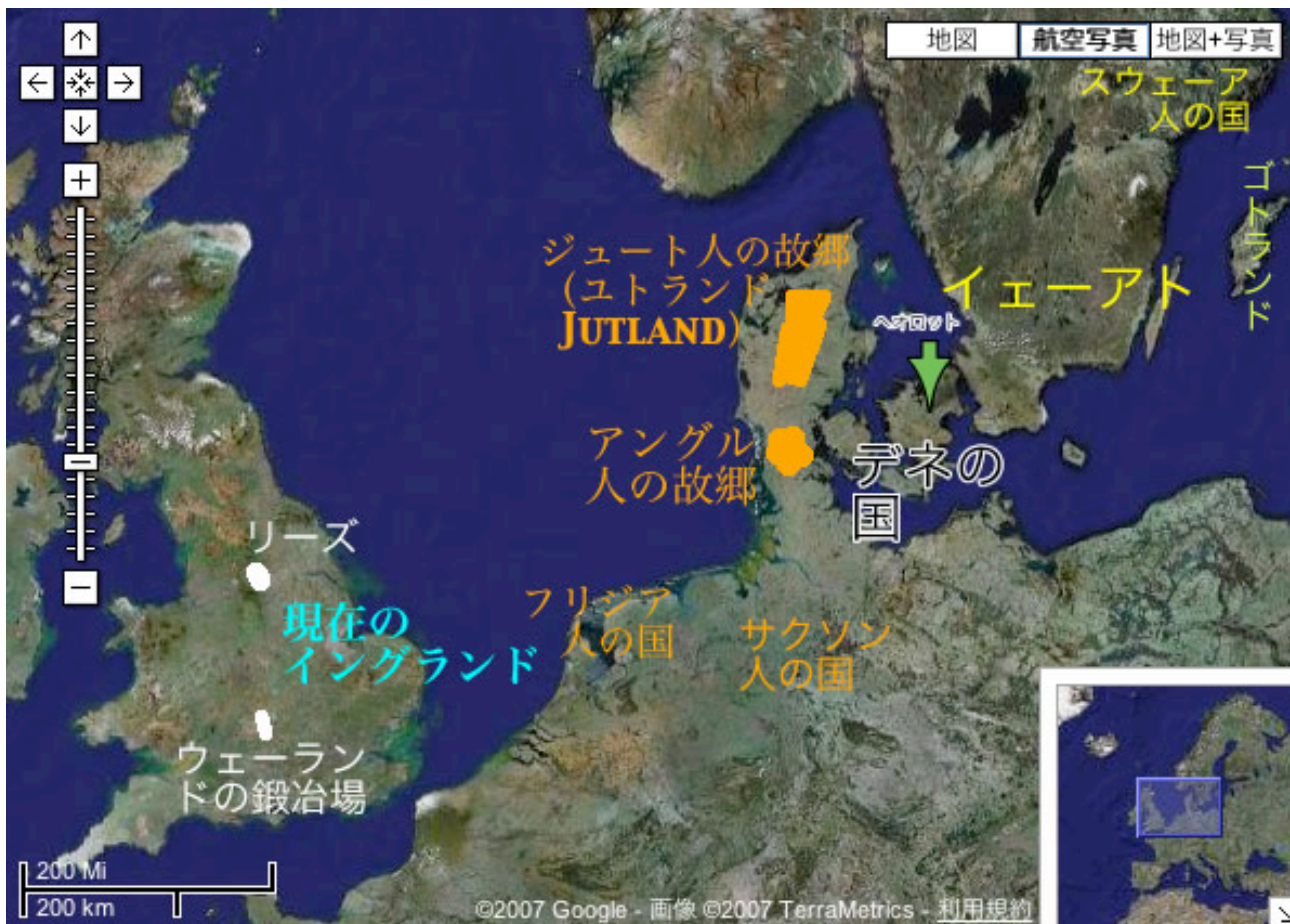 地図
航空写真
地図+写真
スウェーア
人の国
ゴトランド
ジュート人の故郷
(ユトランド
JUTLAND)
イェーアト
ヘオロット
アングル
人の故郷
デネの
国
リーズ
現在の
イングランド
フリジア
人の国
サクソン
人の国
ウェーラン
ドの鍛冶場
200 Mi
200 km
©2007 Google - 画像 ©2007 TerraMetrics - 利用規約